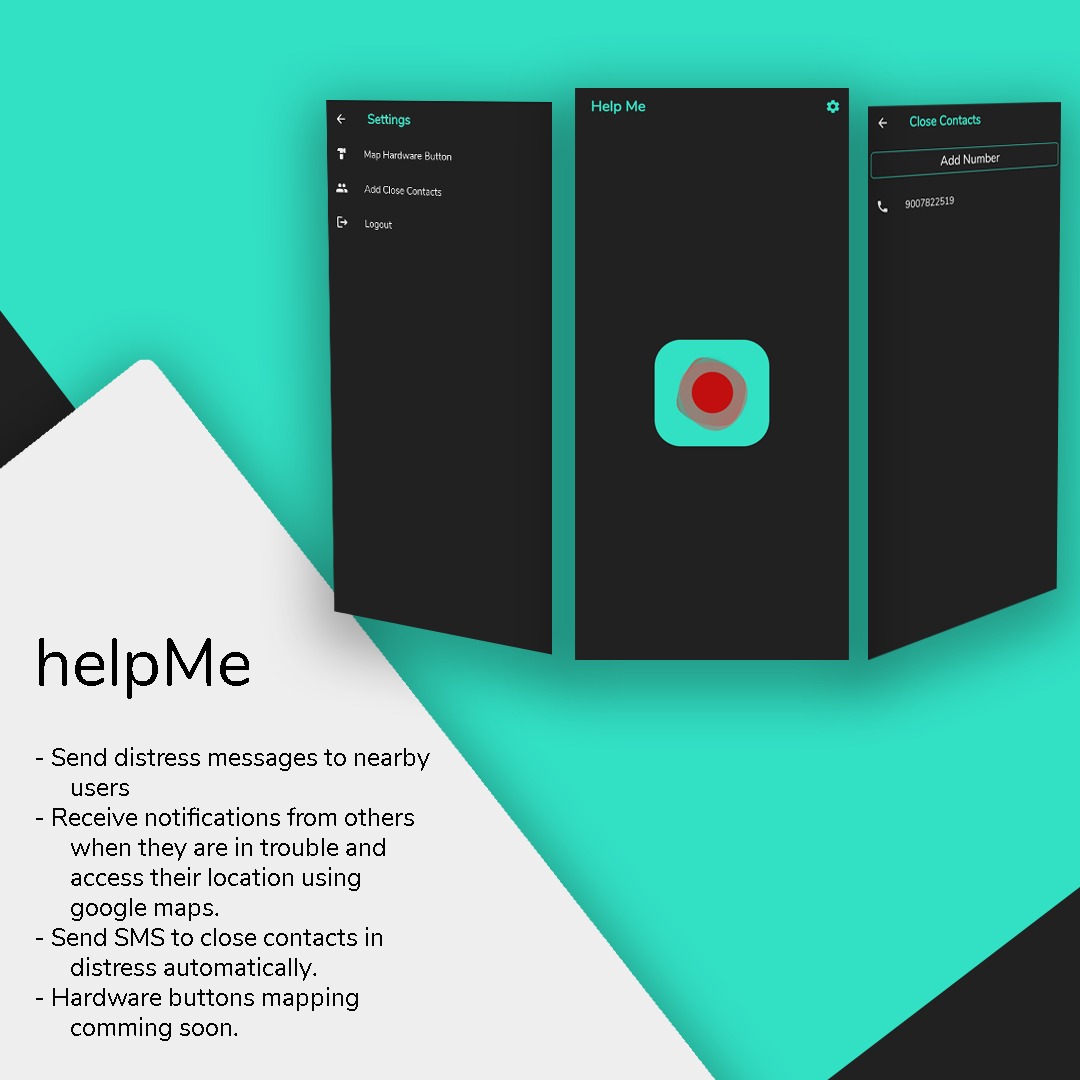 Settings
Map Hardware Button
Add Close Contacts
Logout
Help Me
Close Contacts
Add Number
9007822519
helpMe
- Send distress messages to nearby
users
- Receive notifications from others
when they are in trouble and
access their location using
google maps.
- Send SMS to close contacts in
distress automatically.
- Hardware buttons mapping
comming soon.